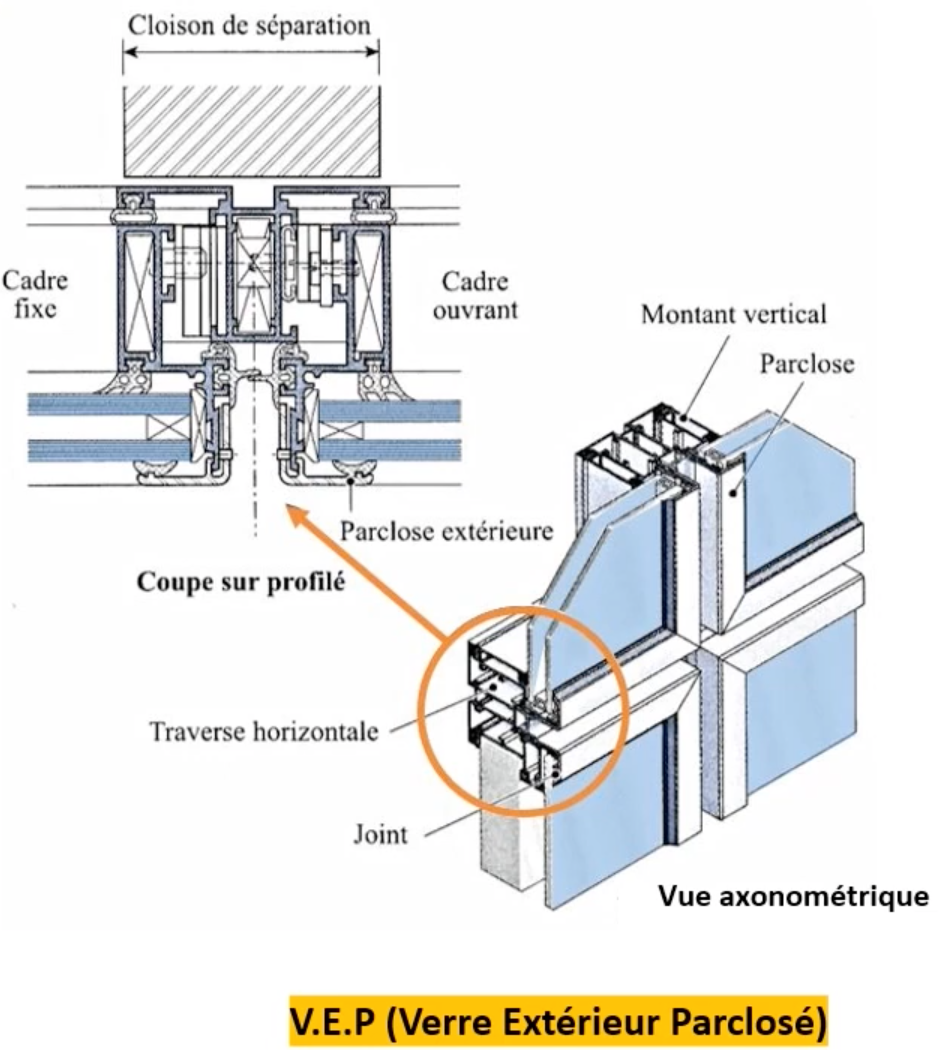 Cloison de séparation
Cadre
fixe
Cadre
ouvrant
Montant vertical
Parclose
Parclose extérieure
Coupe sur profilé
Traverse horizontale
Joint
Vue axonométrique
V.E.P (Verre Extérieur Parclosé)